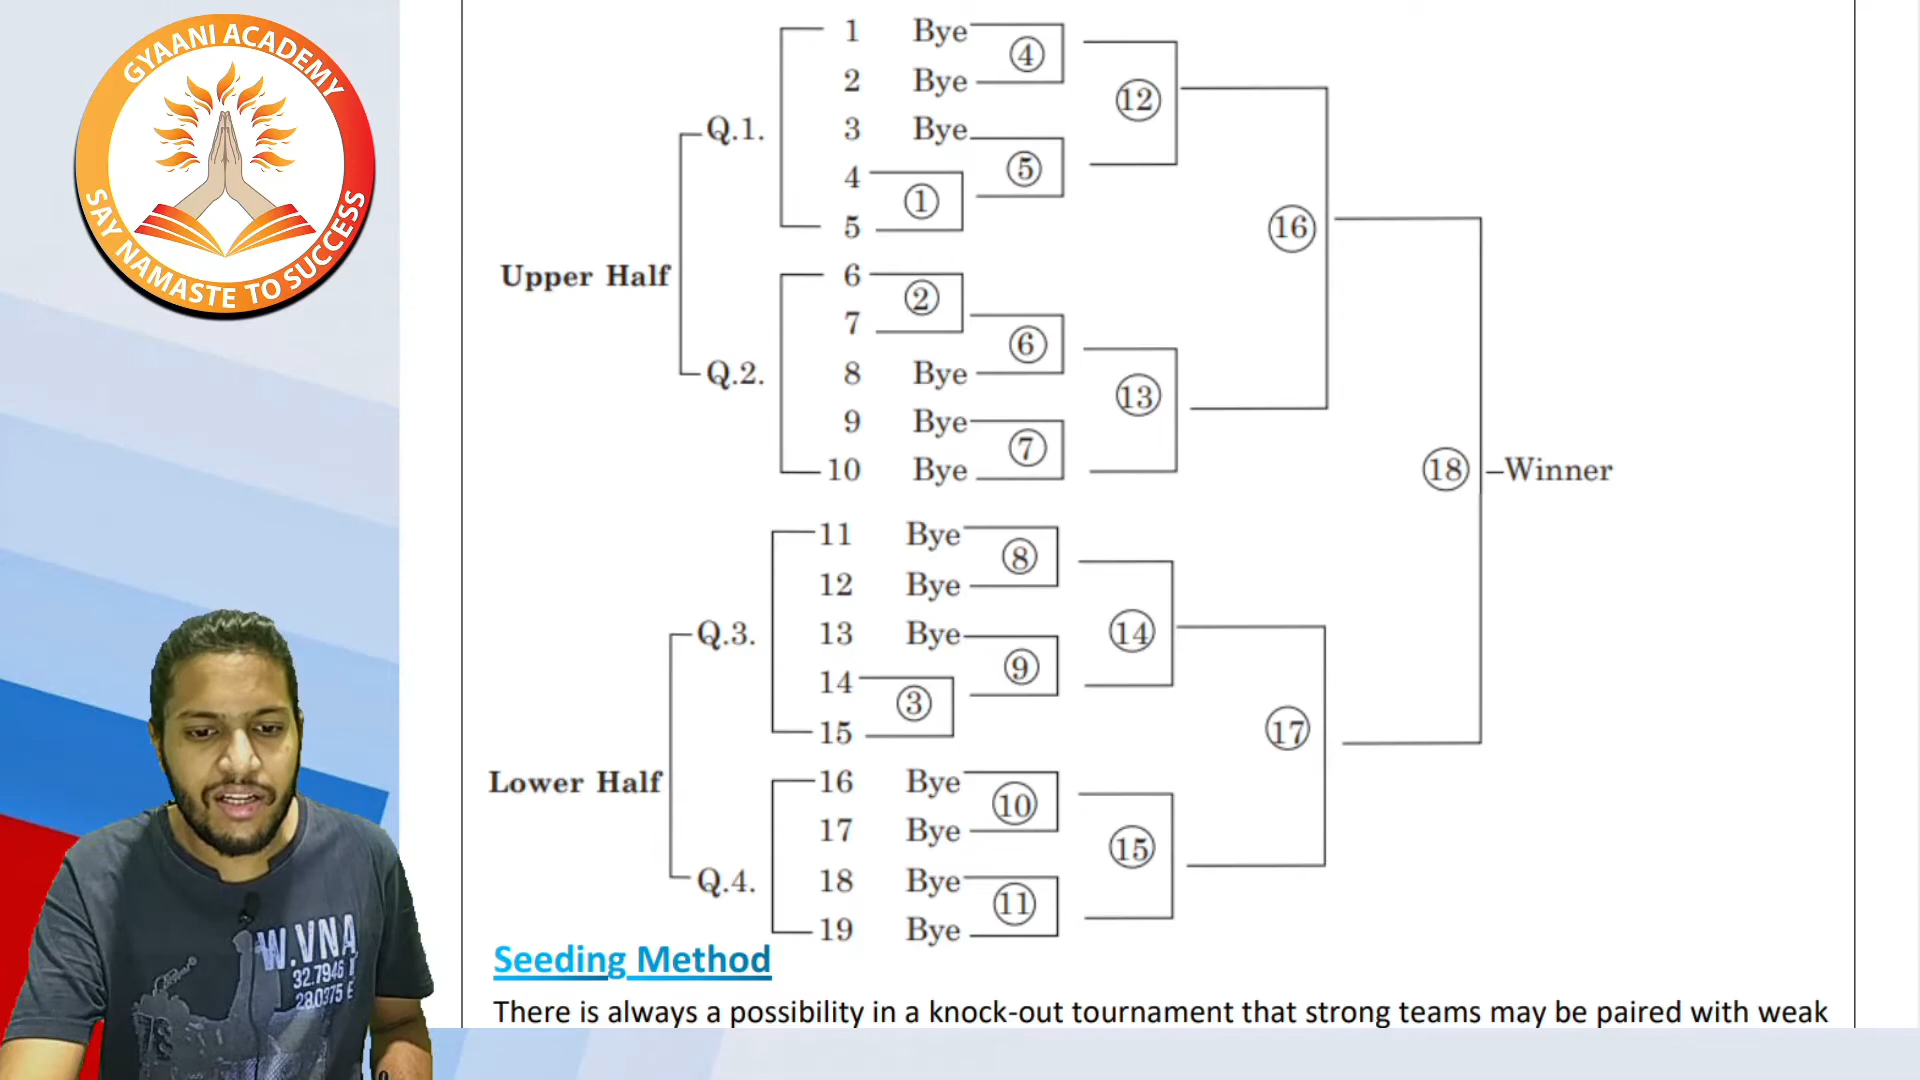 GYAANI ACADEMY
SAY NAMASTE TO SUCCESS
1 Bye
④
2 Bye
⑫
Q.1. 3 Bye
⑤
4
①
5
⑯
Upper Half
6
②
7
⑥
Q.2. 8 Bye
⑬
9 Bye
⑦
10 Bye
⑱ –Winner
11 Bye
⑧
12 Bye
Q.3. 13 Bye
⑭
⑨
14
③
15
⑰
Lower Half
16 Bye
⑩
17 Bye
⑮
Q.4. 18 Bye
⑪
19 Bye
Seeding Method
There is always a possibility in a knock-out tournament that strong teams may be paired with weak
W.VNA
32.7946
28.0375 E